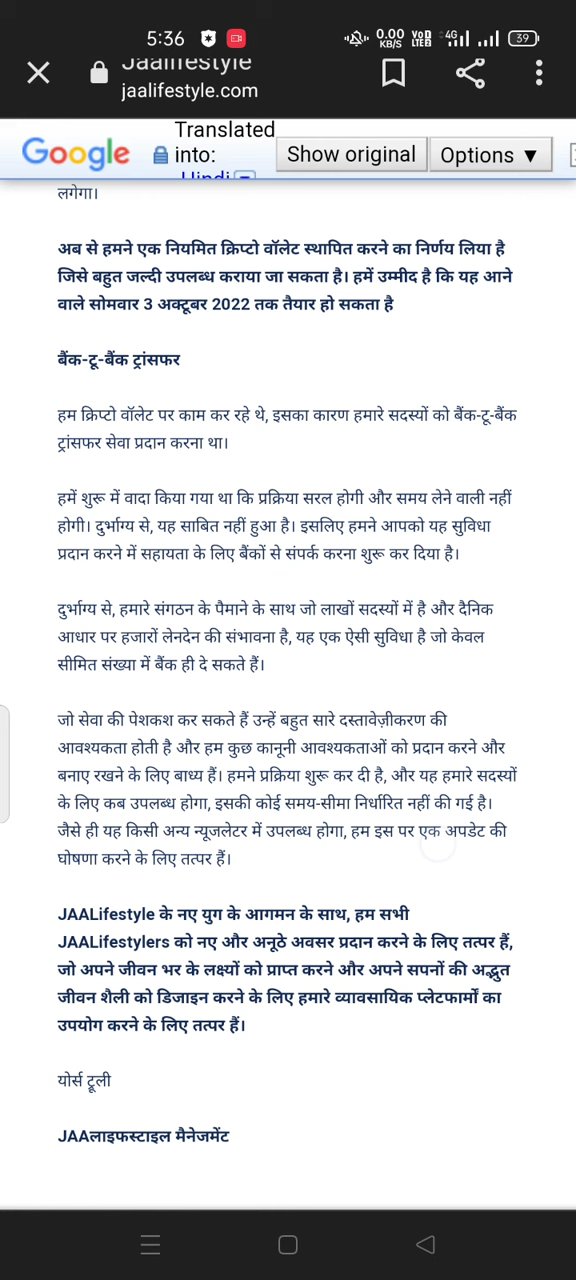 5:36
0.00
KB/S
4G
39
Jaalifestyle
jaalifestyle.com
Google
Translated
into:
Hindi
Show original
Options ▼
लगेगा।
अब से हमने एक नियमित क्रिप्टो वॉलेट स्थापित करने का निर्णय लिया है
जिसे बहुत जल्दी उपलब्ध कराया जा सकता है। हमें उम्मीद है कि यह आने
वाले सोमवार 3 अक्टूबर 2022 तक तैयार हो सकता है
बैंक-टू-बैंक ट्रांसफर
हम क्रिप्टो वॉलेट पर काम कर रहे थे, इसका कारण हमारे सदस्यों को बैंक-टू-बैंक
ट्रांसफर सेवा प्रदान करना था।
हमें शुरू में वादा किया गया था कि प्रक्रिया सरल होगी और समय लेने वाली नहीं
होगी। दुर्भाग्य से, यह साबित नहीं हुआ है। इसलिए हमने आपको यह सुविधा
प्रदान करने में सहायता के लिए बैंकों से संपर्क करना शुरू कर दिया है।
दुर्भाग्य से, हमारे संगठन के पैमाने के साथ जो लाखों सदस्यों में है और दैनिक
आधार पर हजारों लेनदेन की संभावना है, यह एक ऐसी सुविधा है जो केवल
सीमित संख्या में बैंक ही दे सकते हैं।
जो सेवा की पेशकश कर सकते हैं उन्हें बहुत सारे दस्तावेज़ीकरण की
आवश्यकता होती है और हम कुछ कानूनी आवश्यकताओं को प्रदान करने और
बनाए रखने के लिए बाध्य हैं। हमने प्रक्रिया शुरू कर दी है, और यह हमारे सदस्यों
के लिए कब उपलब्ध होगा, इसकी कोई समय-सीमा निर्धारित नहीं की गई है।
जैसे ही यह किसी अन्य न्यूजलेटर में उपलब्ध होगा, हम इस पर एक अपडेट की
घोषणा करने के लिए तत्पर हैं।
JAALifestyle के नए युग के आगमन के साथ, हम सभी
JAALifestylers को नए और अनूठे अवसर प्रदान करने के लिए तत्पर हैं,
जो अपने जीवन भर के लक्ष्यों को प्राप्त करने और अपने सपनों की अद्भुत
जीवन शैली को डिजाइन करने के लिए हमारे व्यावसायिक प्लेटफार्मों का
उपयोग करने के लिए तत्पर हैं।
योर्स ट्रूली
JAAलाइफस्टाइल मैनेजमेंट